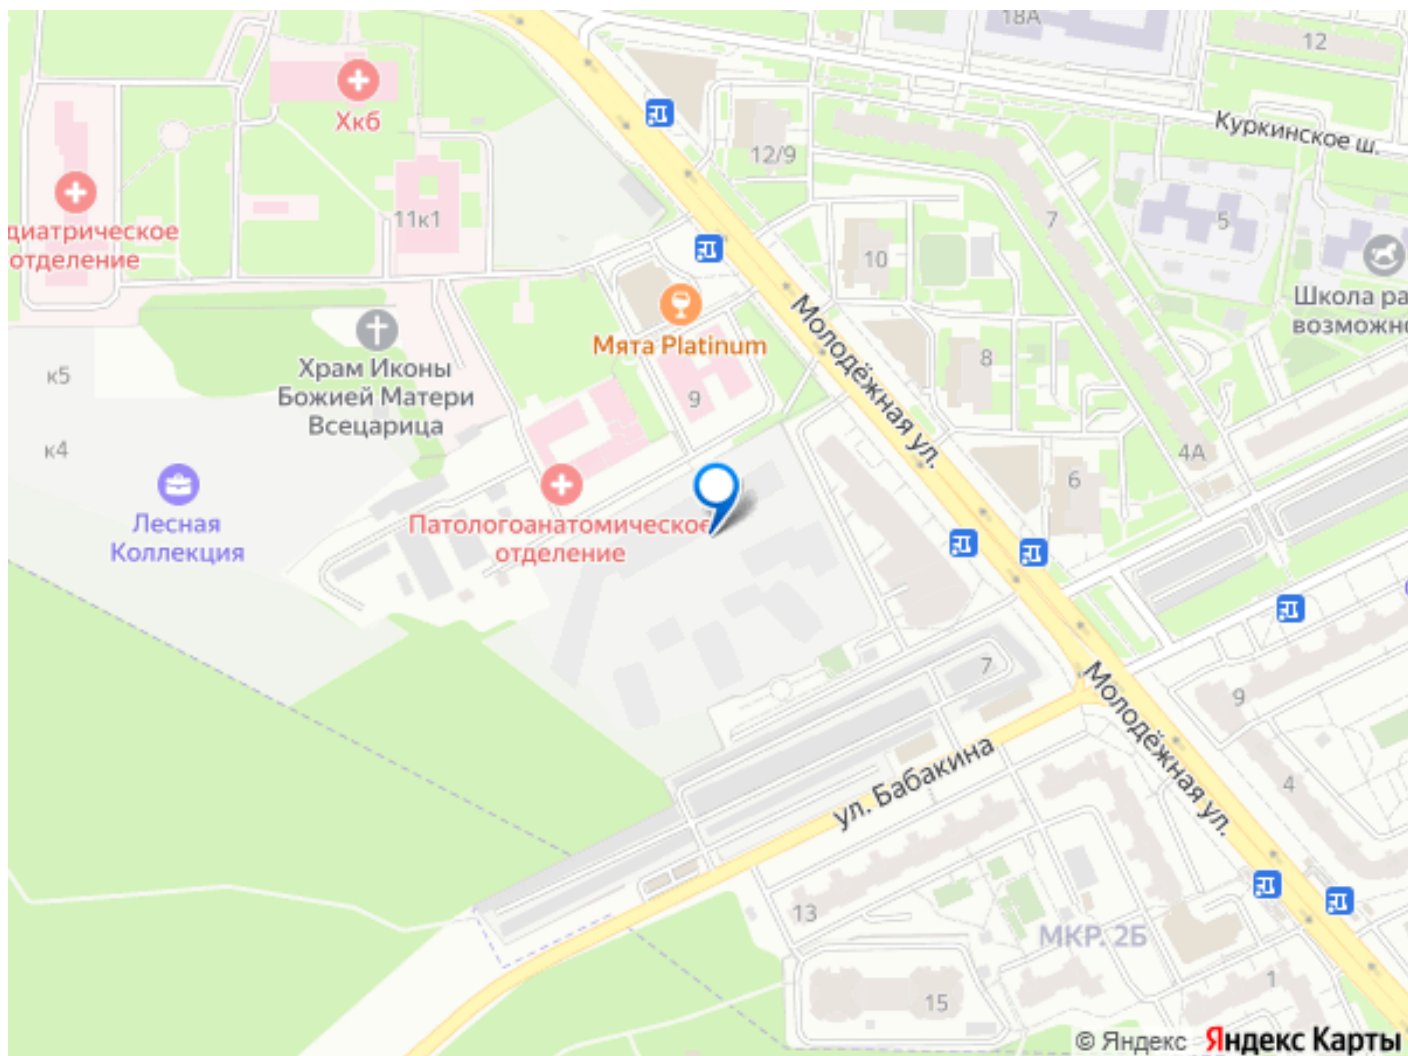 18А
12
Хкб
Куркинское ш.
12/9
11к1
7
5
диатрическое
отделение
10
Школа ра
возможно
Мята Platinum
Молодёжная ул.
8
Храм Иконы
Божией Матери
Всецарица
к5
9
к4
4А
6
Лесная
Коллекция
Патологоанатомическое
отделение
7
9
Молодёжная ул.
ул. Бабакина
4
13
МКР. 2Б
15
1
© Яндекс Яндекс Карты